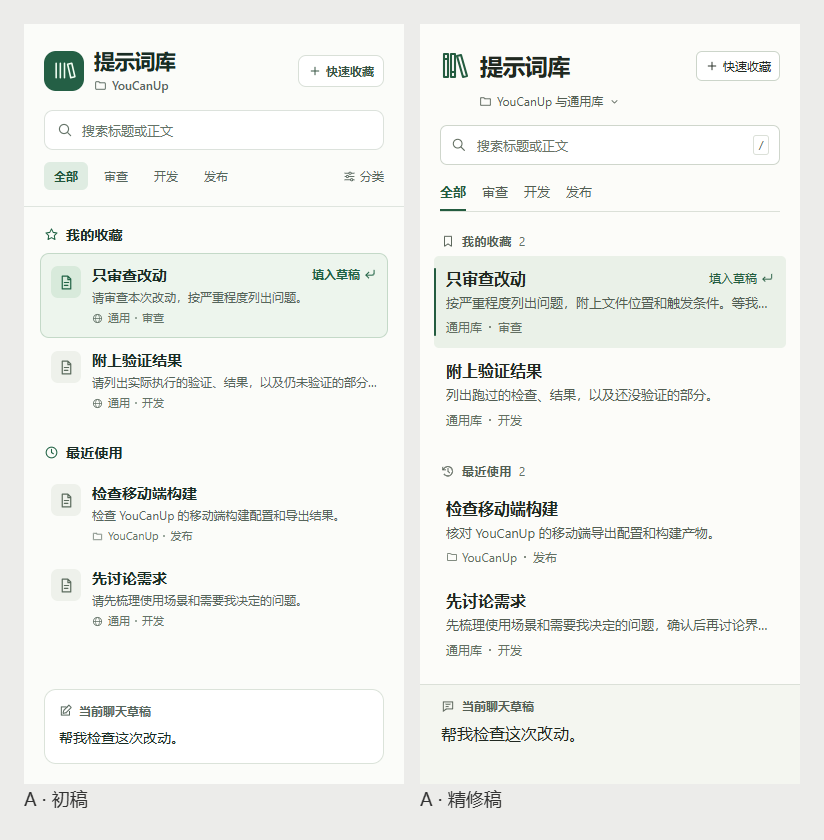 提示词库
YouCanUp
+ 快速收藏
搜索标题或正文
全部 审查 开发 发布 分类
我的收藏
只审查改动 填入草稿
请审查本次改动，按严重程度列出问题。
通用 · 审查
附上验证结果
请列出实际执行的验证、结果，以及仍未验证的部分...
通用 · 开发
最近使用
检查移动端构建
检查 YouCanUp 的移动端构建配置和导出结果。
YouCanUp · 发布
先讨论需求
请先梳理使用场景和需要我决定的问题。
通用 · 开发
当前聊天草稿
帮我检查这次改动。
A · 初稿
提示词库
+ 快速收藏
YouCanUp 与通用库
搜索标题或正文 /
全部 审查 开发 发布
我的收藏 2
只审查改动 填入草稿
按严重程度列出问题，附上文件位置和触发条件。等我...
通用库 · 审查
附上验证结果
列出跑过的检查、结果，以及还没验证的部分。
通用库 · 开发
最近使用 2
检查移动端构建
核对 YouCanUp 的移动端导出配置和构建产物。
YouCanUp · 发布
先讨论需求
先梳理使用场景和需要我决定的问题，确认后再讨论界...
通用库 · 开发
当前聊天草稿
帮我检查这次改动。
A · 精修稿